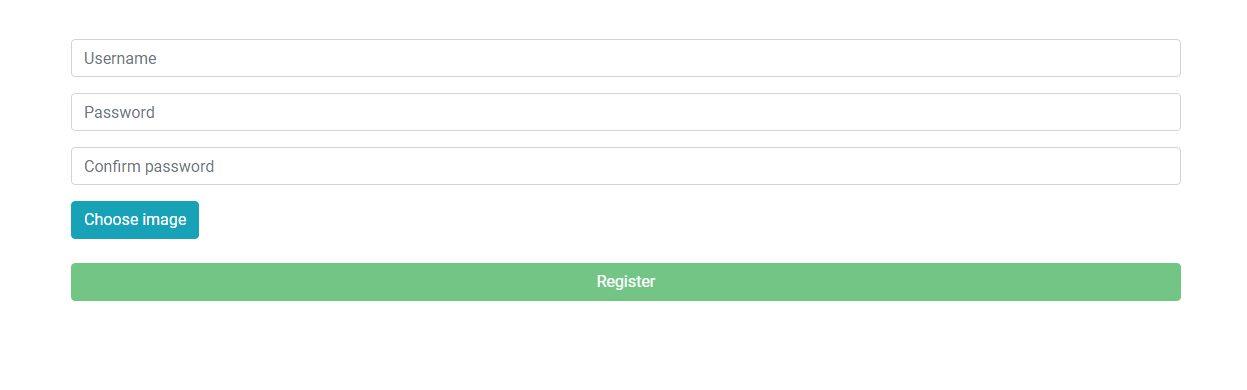 Username
Password
Confirm password
Choose image
Register